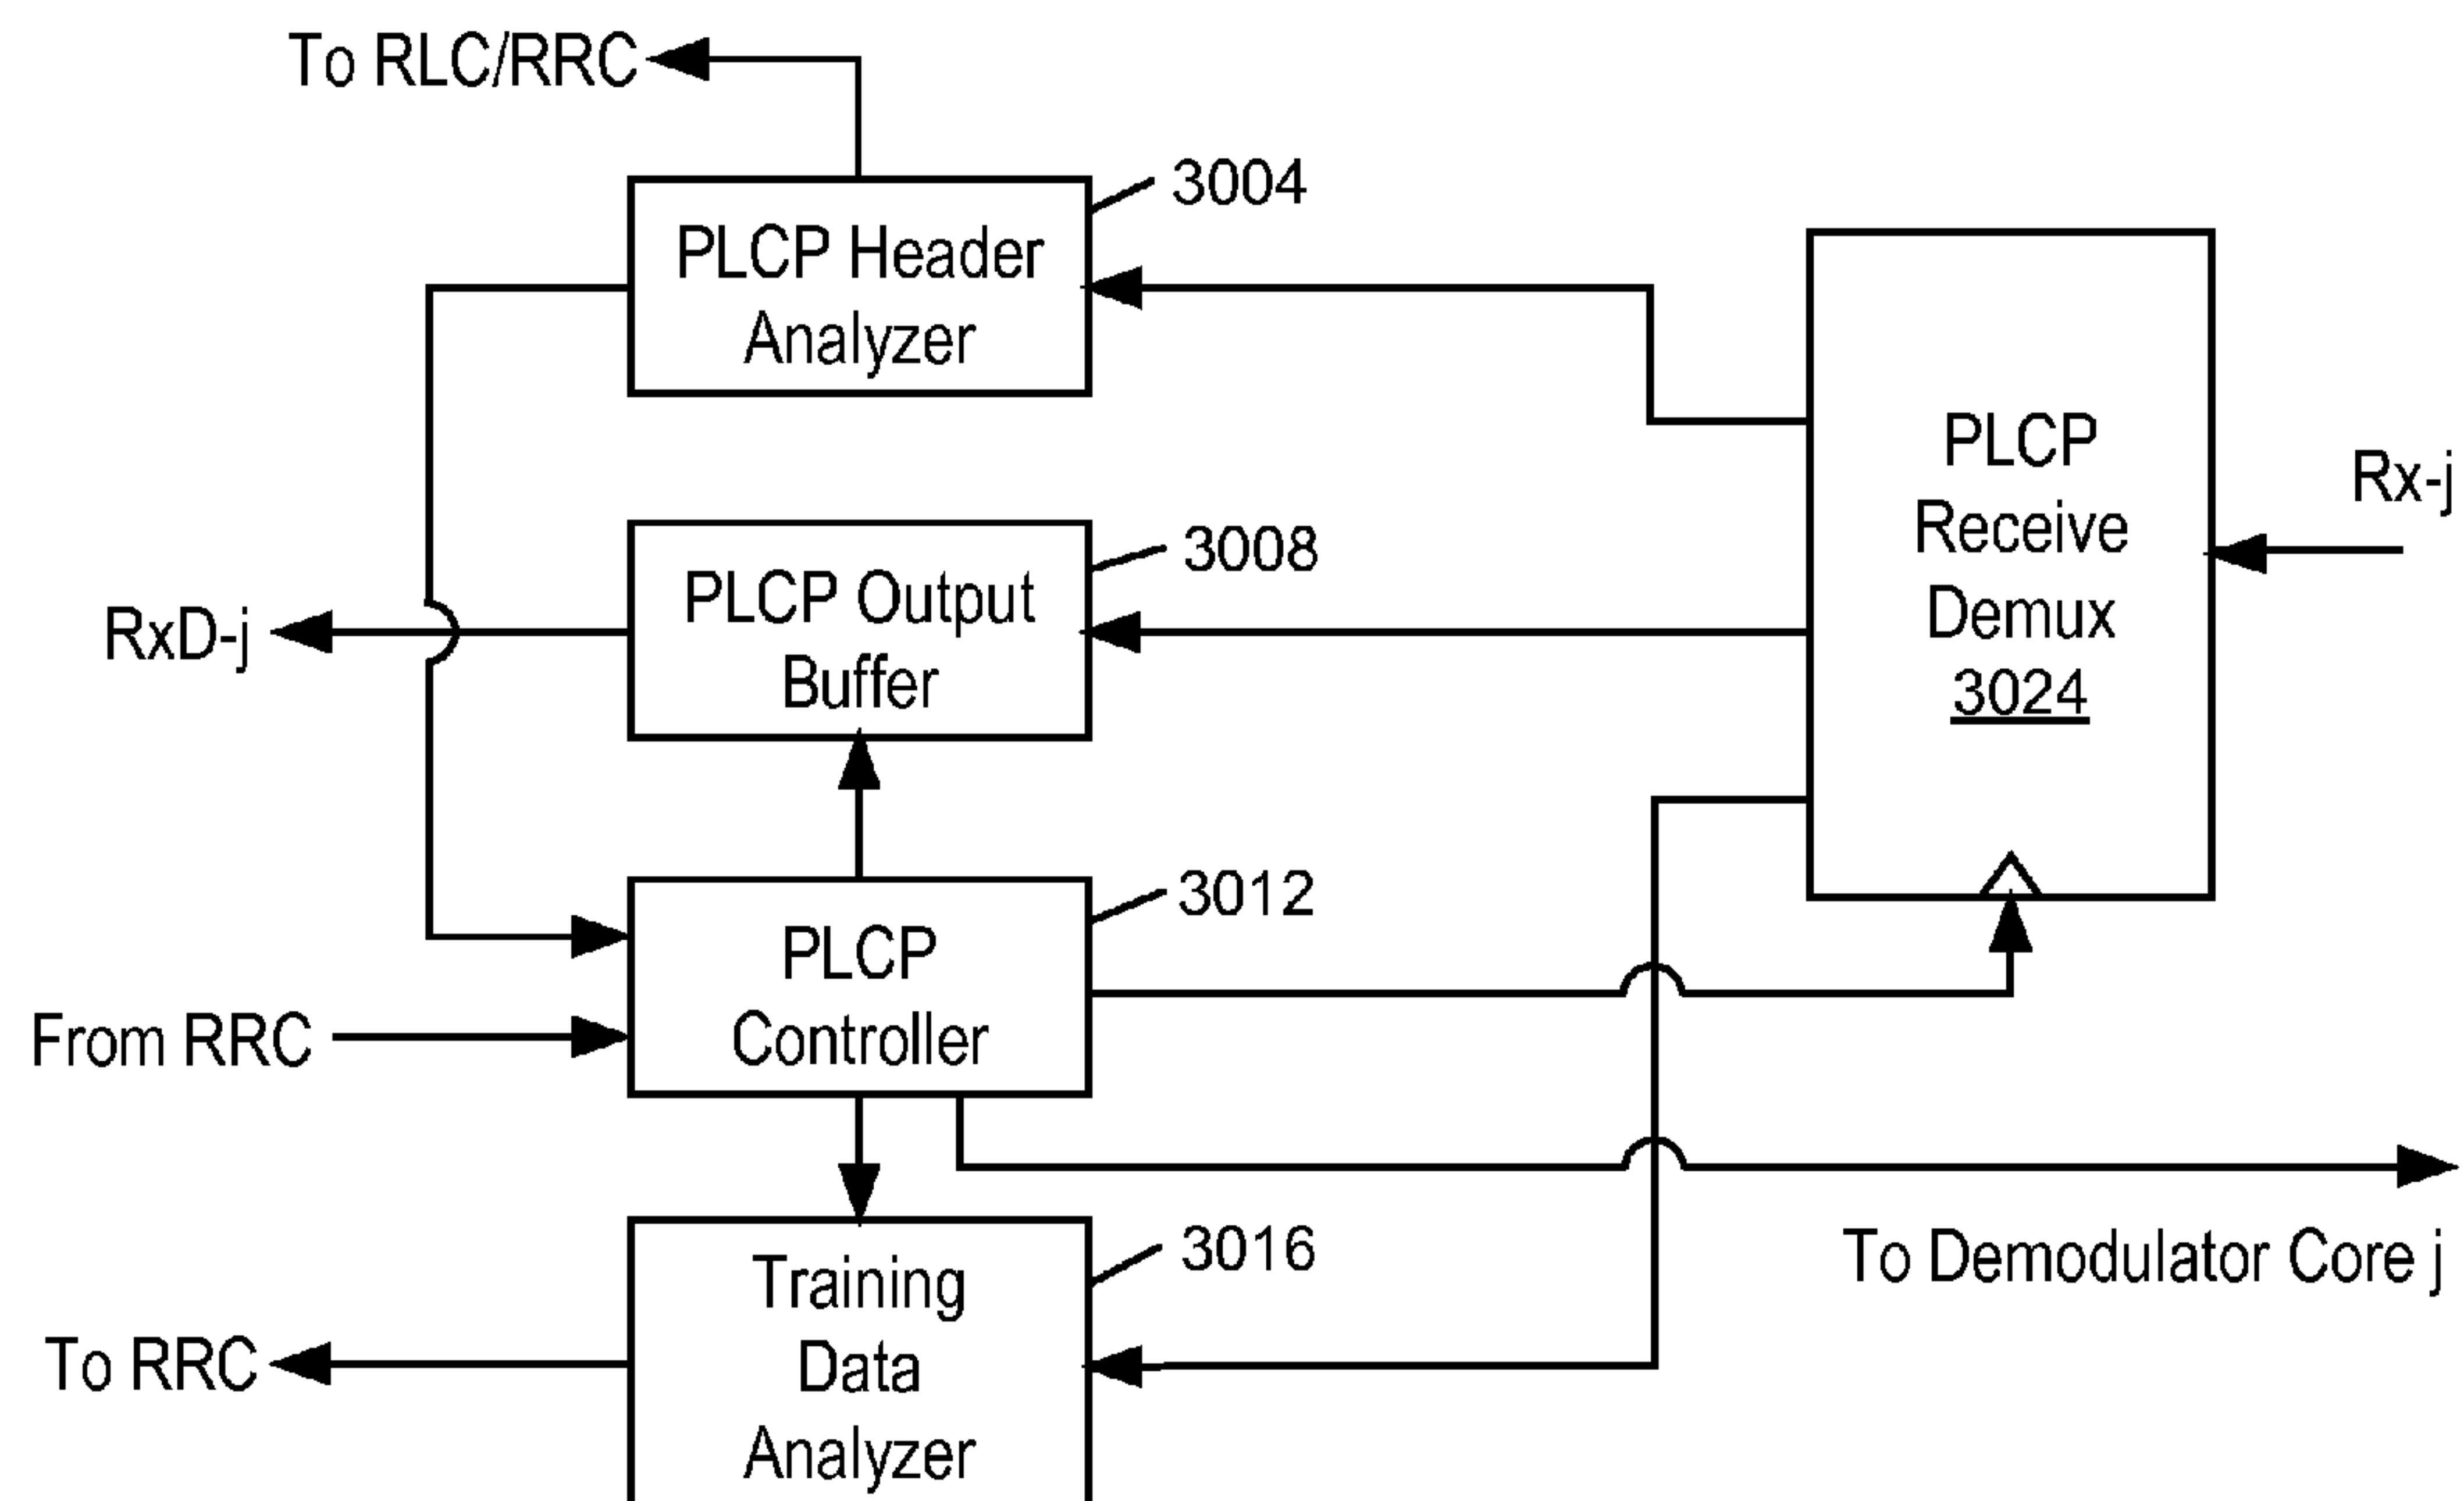 To RLC/RRC
3004
PLCP Header
Analyzer
PLCP
Receive
Demux
3024
Rx-j
3008
PLCP Output
Buffer
RxD-j
3012
PLCP
Controller
From RRC
To Demodulator Core j
3016
Training
Data
Analyzer
To RRC